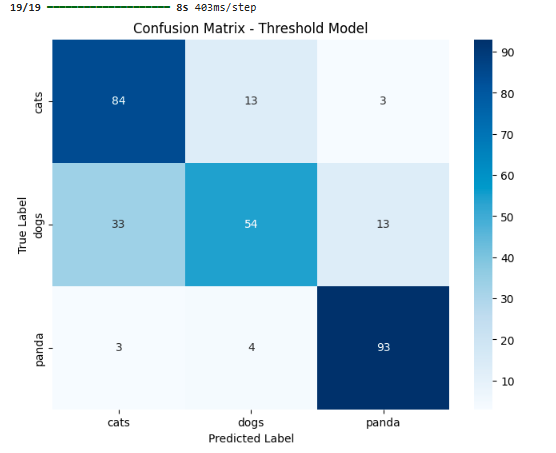 19/19 ━━━━━━━━━━━━━━━━━━━━ 8s 403ms/step
Confusion Matrix - Threshold Model
cats 84 13 3
dogs 33 54 13
panda 3 4 93
True Label
cats dogs panda
Predicted Label
90
80
70
60
50
40
30
20
10